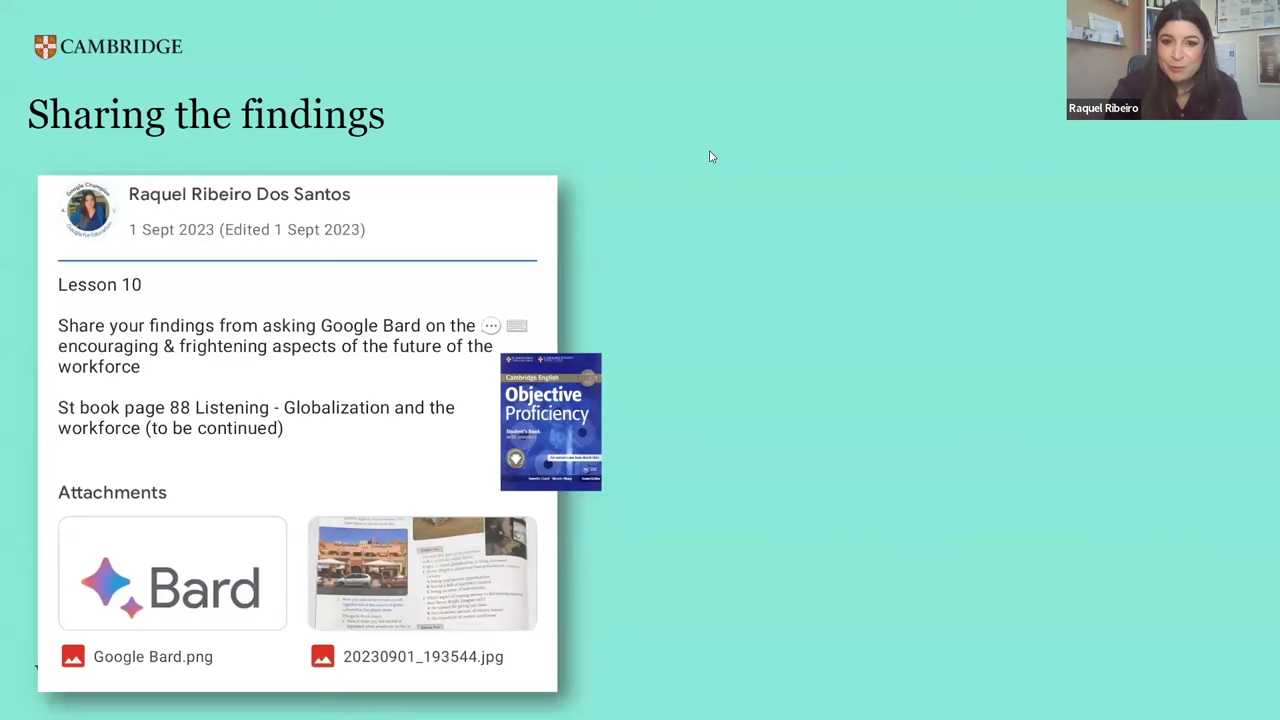 CAMBRIDGE
Raquel Ribeiro
Sharing the findings
Raquel Ribeiro Dos Santos
1 Sept 2023 (Edited 1 Sept 2023)
Lesson 10
Share your findings from asking Google Bard on the
encouraging & frightening aspects of the future of the
workforce
St book page 88 Listening - Globalization and the
workforce (to be continued)
Cambridge English
Objective
Proficiency
Student's Book
Attachments
Bard
Google Bard.png
20230901_193544.jpg